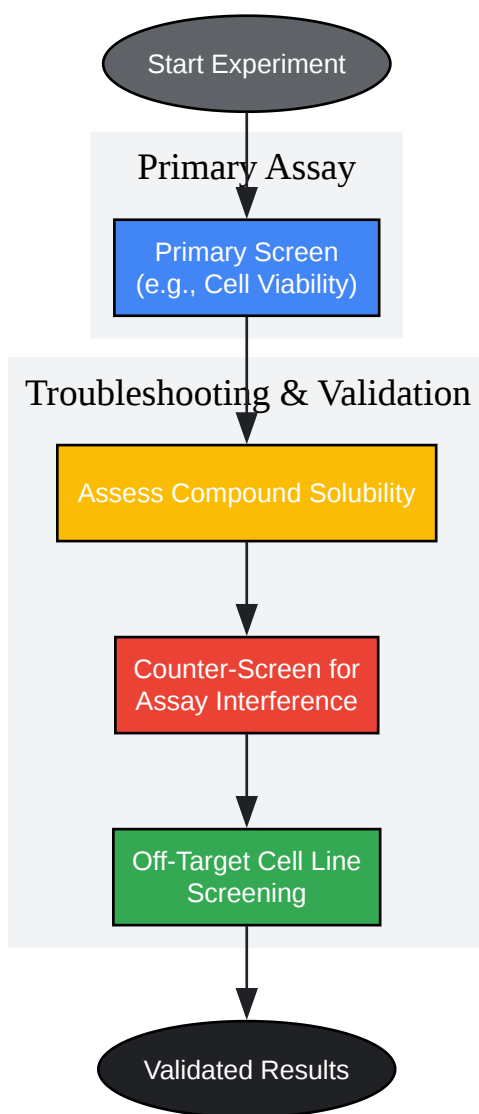 Start Experiment
Primary Assay
Primary Screen
(e.g., Cell Viability)
Troubleshooting & Validation
Assess Compound Solubility
Counter-Screen for
Assay Interference
Off-Target Cell Line
Screening
Validated Results